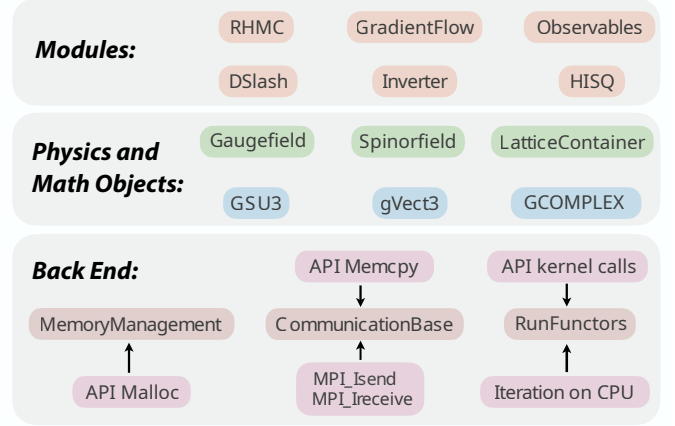 Modules:
RHMC
GradientFlow
Observables
DSlash
Inverter
HISQ
Physics and
Math Objects:
Gaugefield
Spinorfield
LatticeContainer
GSU3
gVect3
GCOMPLEX
Back End:
API Memcpy
API kernel calls
MemoryManagement
CommunicationBase
RunFunctors
API Malloc
MPI_Isend
MPI_Ireceive
Iteration on CPU